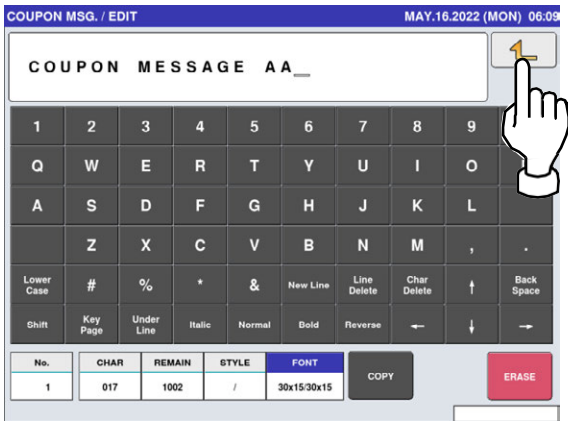 COUPON MSG. / EDIT MAY.16.2022 (MON) 06:09
COUPON MESSAGE AA_
1 2 3 4 5 6 7 8 9
Q W E R T Y U I O
A S D F G H J K L
Z X C V B N M , .
Lower Case # % * & New Line Line Delete Char Delete ↑ Back Space
Shift Key Page Under Line Italic Normal Bold Reverse ← ↓ →
No. CHAR REMAIN STYLE FONT
1 017 1002 / 30x15/30x15
COPY ERASE